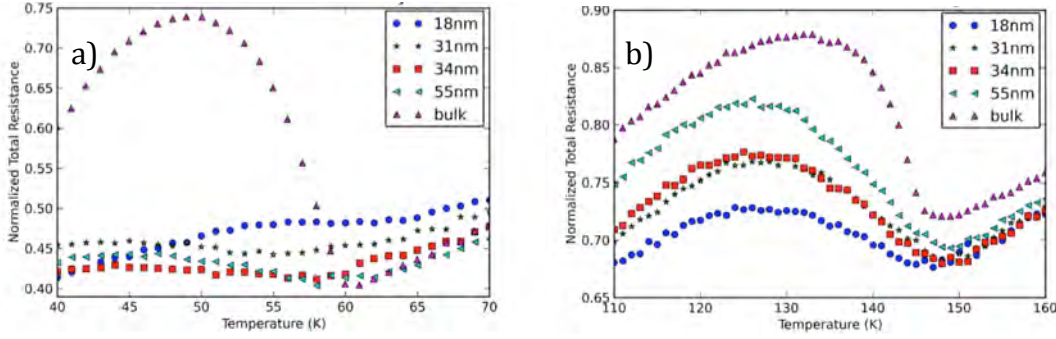 a)
Normalized Total Resistance
0.75
0.70
0.65
0.60
0.55
0.50
0.45
0.40
40 45 50 55 60 65 70
Temperature (K)
18nm
31nm
34nm
55nm
bulk
b)
Normalized Total Resistance
0.90
0.85
0.80
0.75
0.70
0.65
110 120 130 140 150 160
Temperature (K)
18nm
31nm
34nm
55nm
bulk